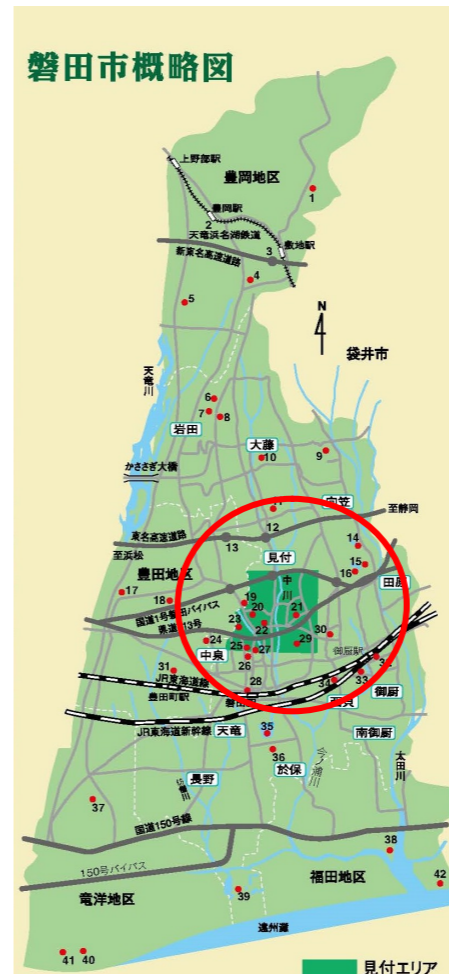 磐田市概略図
上野部駅
豊岡地区
1
豊岡駅
2
天竜浜名湖鉄道
3
敷地駅
新東名高速道路
4
5
N
袋井市
天竜川
6
7
8
岩田
大藤
10
9
かささぎ大橋
向笠
至静岡
東名高速道路
12
13
14
至浜松
見付
15
16
豊田地区
中川
田原
17
18
19
20
21
国道1号磐田バイパス
23
22
24
25
29
30
中泉
26
27
御厨駅
31
32
JR東海道線
28
34
33
御厨
豊田町駅
西貝
天竜
35
南御厨
JR東海道新幹線
36
今ノ浦川
太田川
長野
於保
37
国道150号線
38
150号バイパス
福田地区
42
竜洋地区
39
遠州灘
41
40
見付エリア